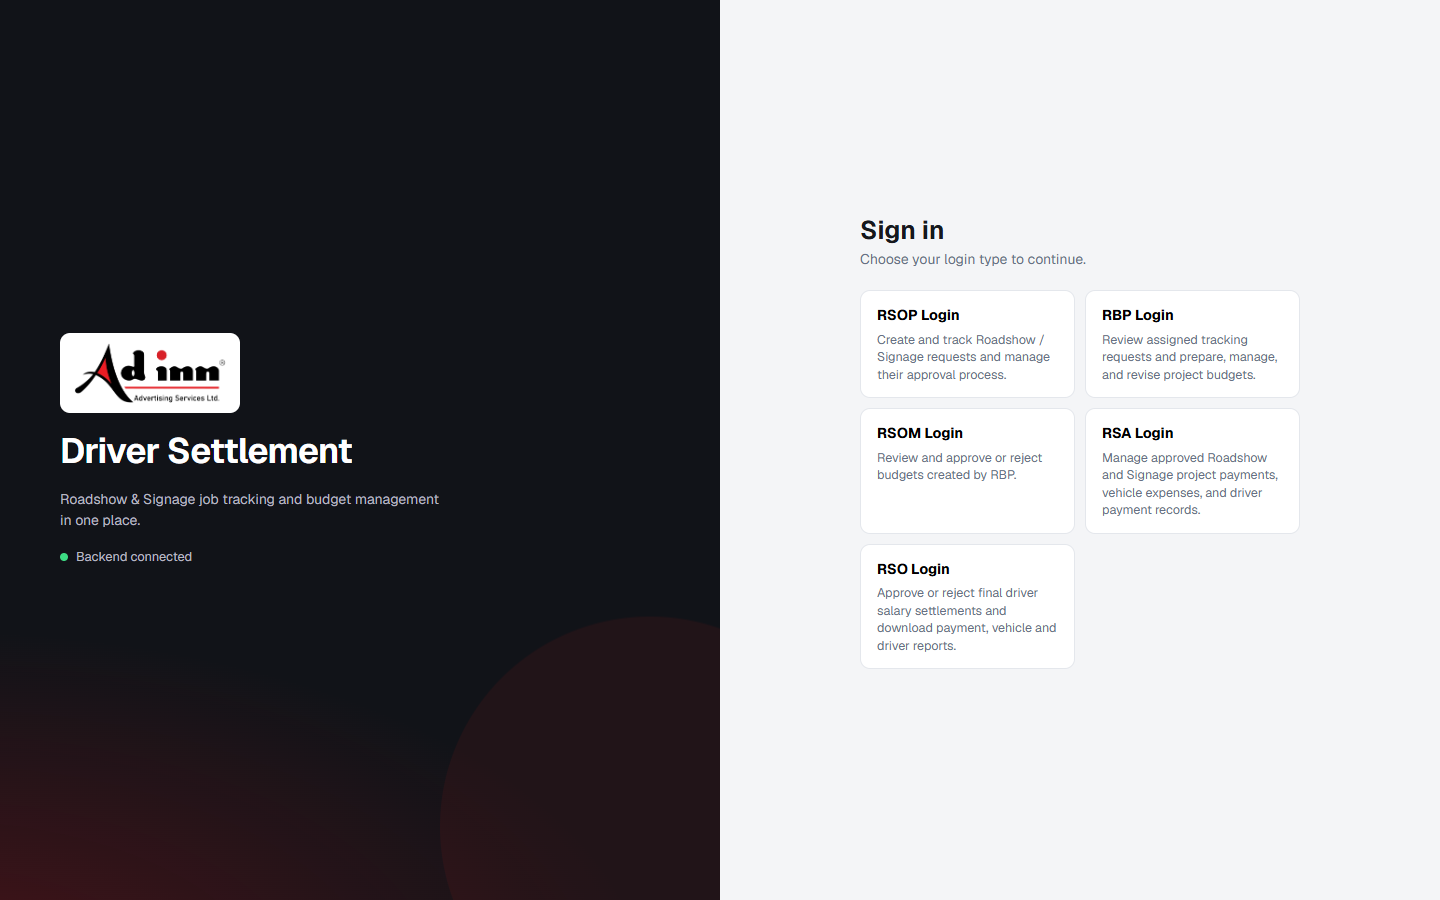 Ad inn®
Advertising Services Ltd.
Driver Settlement
Roadshow & Signage job tracking and budget management
in one place.
Backend connected
Sign in
Choose your login type to continue.
RSOP Login
Create and track Roadshow /
Signage requests and manage
their approval process.
RBP Login
Review assigned tracking
requests and prepare, manage,
and revise project budgets.
RSOM Login
Review and approve or reject
budgets created by RBP.
RSA Login
Manage approved Roadshow
and Signage project payments,
vehicle expenses, and driver
payment records.
RSO Login
Approve or reject final driver
salary settlements and
download payment, vehicle and
driver reports.